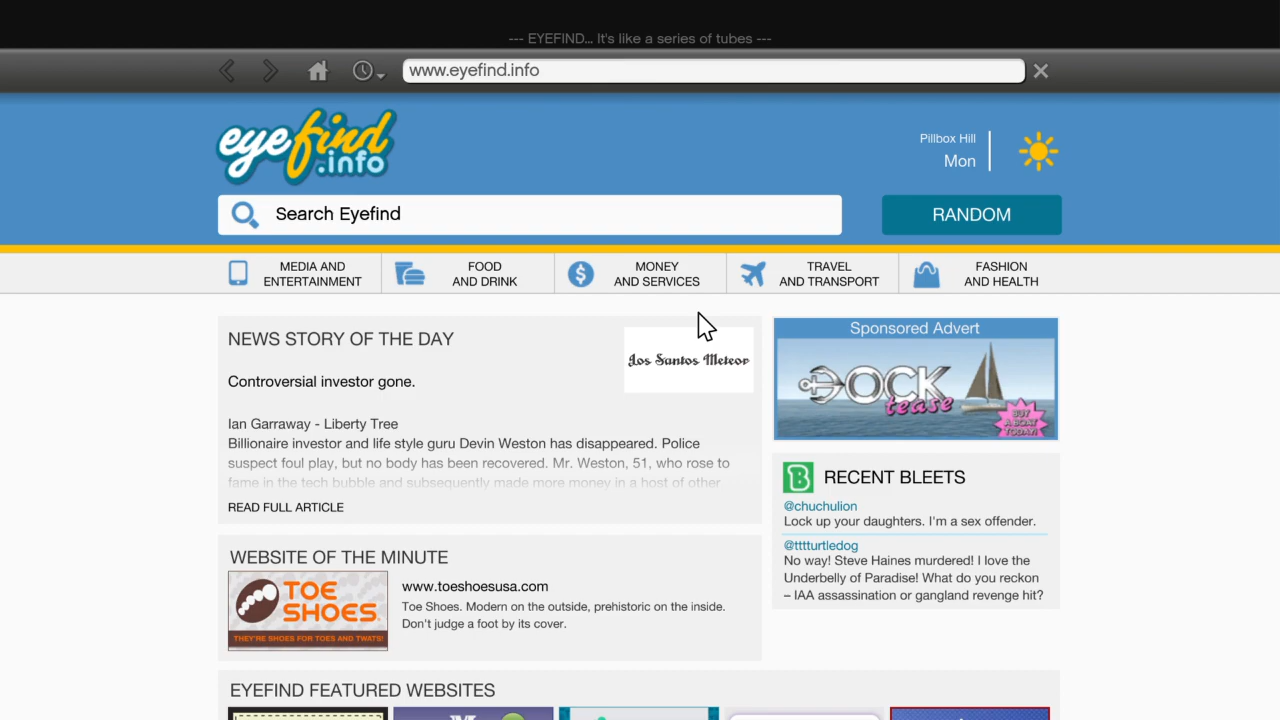 --- EYEFIND... It's like a series of tubes ---
www.eyefind.info
eyefind
.info
Pillbox Hill
Mon
Search Eyefind
RANDOM
MEDIA AND
ENTERTAINMENT
FOOD
AND DRINK
MONEY
AND SERVICES
TRAVEL
AND TRANSPORT
FASHION
AND HEALTH
NEWS STORY OF THE DAY
Los Santos Meteor
Controversial investor gone.
Ian Garraway - Liberty Tree
Billionaire investor and life style guru Devin Weston has disappeared. Police
suspect foul play, but no body has been recovered. Mr. Weston, 51, who rose to
fame in the tech bubble and subsequently made more money in a host of other
READ FULL ARTICLE
Sponsored Advert
DOCK
tease
BUY
A BOAT
TODAY!
B
RECENT BLEETS
@chuchulion
Lock up your daughters. I'm a sex offender.
@tttturtledog
No way! Steve Haines murdered! I love the
Underbelly of Paradise! What do you reckon
– IAA assassination or gangland revenge hit?
WEBSITE OF THE MINUTE
TOE
SHOES
THEY'RE SHOES FOR TOES AND TWATS!
www.toeshoesusa.com
Toe Shoes. Modern on the outside, prehistoric on the inside.
Don't judge a foot by its cover.
EYEFIND FEATURED WEBSITES